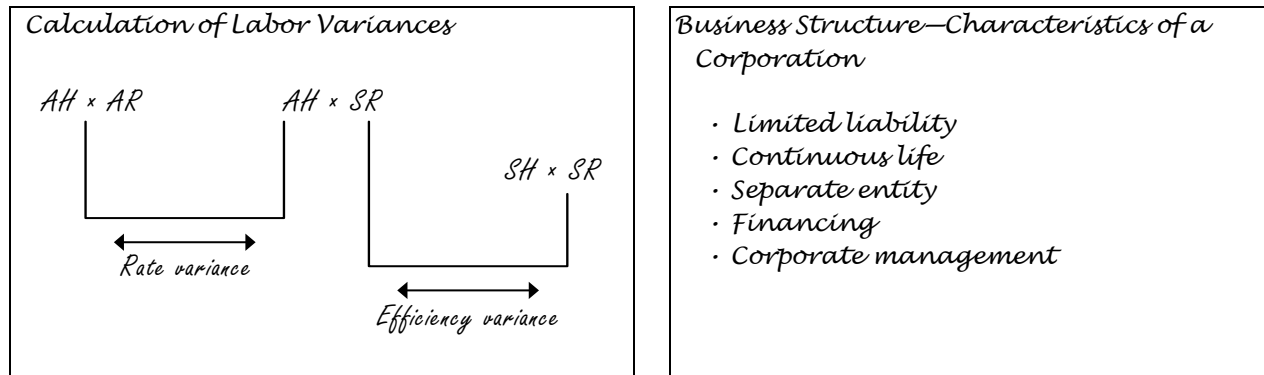 Calculation of Labor Variances
AH × AR
AH × SR
SH × SR
Rate variance
Efficiency variance
Business Structure—Characteristics of a
Corporation
· Limited liability
· Continuous life
· Separate entity
· Financing
· Corporate management